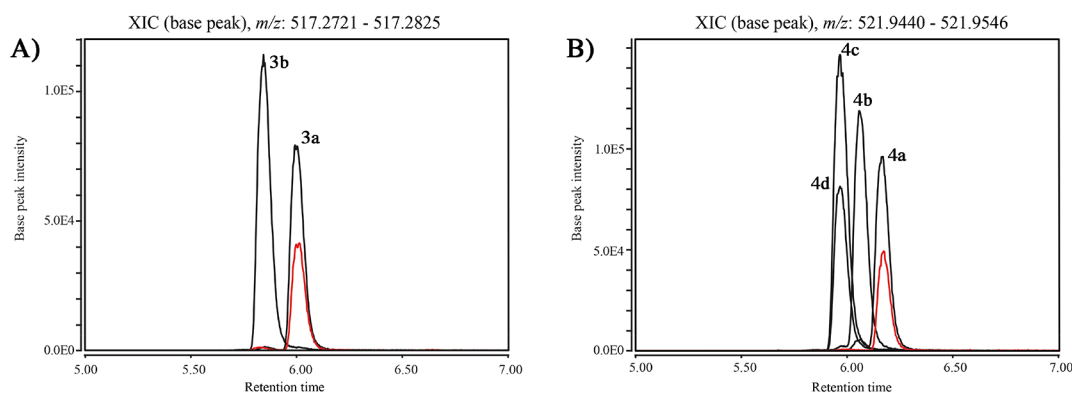 XIC (base peak), m/z: 517.2721 - 517.2825
A)
3b
3a
1.0E5
5.0E4
0.0E0
Base peak intensity
5.00
5.50
6.00
6.50
7.00
Retention time
XIC (base peak), m/z: 521.9440 - 521.9546
B)
4c
4b
4a
4d
1.0E5
5.0E4
0.0E0
Base peak intensity
5.00
5.50
6.00
6.50
7.00
Retention time